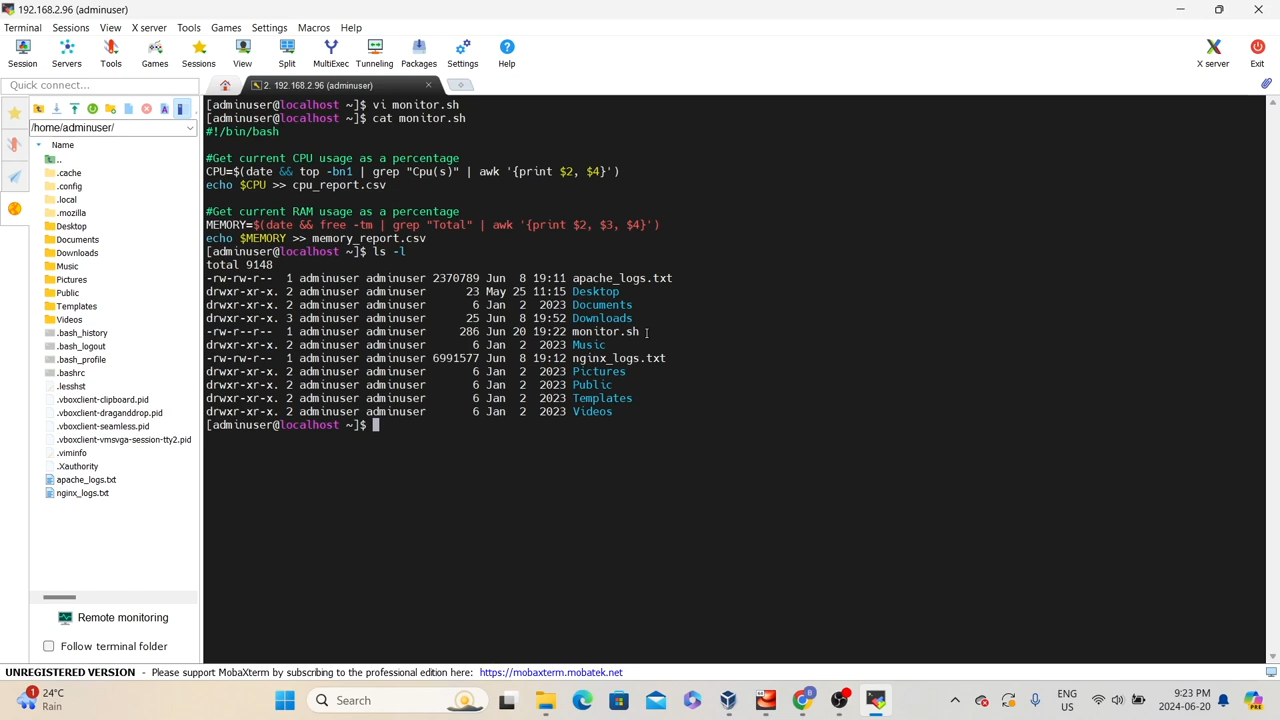 192.168.2.96 (adminuser)
Terminal Sessions View X server Tools Games Settings Macros Help
Session Servers Tools Games Sessions View Split MultiExec Tunneling Packages Settings Help X server Exit
Quick connect...
2. 192.168.2.96 (adminuser)
/home/adminuser/
Name
..
.cache
.config
.local
.mozilla
Desktop
Documents
Downloads
Music
Pictures
Public
Templates
Videos
.bash_history
.bash_logout
.bash_profile
.bashrc
.lesshst
.vboxclient-clipboard.pid
.vboxclient-draganddrop.pid
.vboxclient-seamless.pid
.vboxclient-vmsvga-session-tty2.pid
.viminfo
.Xauthority
apache_logs.txt
nginx_logs.txt
Remote monitoring
Follow terminal folder
[adminuser@localhost ~]$ vi monitor.sh
[adminuser@localhost ~]$ cat monitor.sh
#!/bin/bash
#Get current CPU usage as a percentage
CPU=$(date && top -bn1 | grep "Cpu(s)" | awk '{print $2, $4}')
echo $CPU >> cpu_report.csv
#Get current RAM usage as a percentage
MEMORY=$(date && free -tm | grep "Total" | awk '{print $2, $3, $4}')
echo $MEMORY >> memory_report.csv
[adminuser@localhost ~]$ ls -l
total 9148
-rw-rw-r-- 1 adminuser adminuser 2370789 Jun 8 19:11 apache_logs.txt
drwxr-xr-x. 2 adminuser adminuser 23 May 25 11:15 Desktop
drwxr-xr-x. 2 adminuser adminuser 6 Jan 2 2023 Documents
drwxr-xr-x. 3 adminuser adminuser 25 Jun 8 19:52 Downloads
-rw-r--r-- 1 adminuser adminuser 286 Jun 20 19:22 monitor.sh
drwxr-xr-x. 2 adminuser adminuser 6 Jan 2 2023 Music
-rw-rw-r-- 1 adminuser adminuser 6991577 Jun 8 19:12 nginx_logs.txt
drwxr-xr-x. 2 adminuser adminuser 6 Jan 2 2023 Pictures
drwxr-xr-x. 2 adminuser adminuser 6 Jan 2 2023 Public
drwxr-xr-x. 2 adminuser adminuser 6 Jan 2 2023 Templates
drwxr-xr-x. 2 adminuser adminuser 6 Jan 2 2023 Videos
[adminuser@localhost ~]$
UNREGISTERED VERSION - Please support MobaXterm by subscribing to the professional edition here: https://mobaxterm.mobatek.net
1 24°C
Rain
Search
ENG
US
9:23 PM
2024-06-20